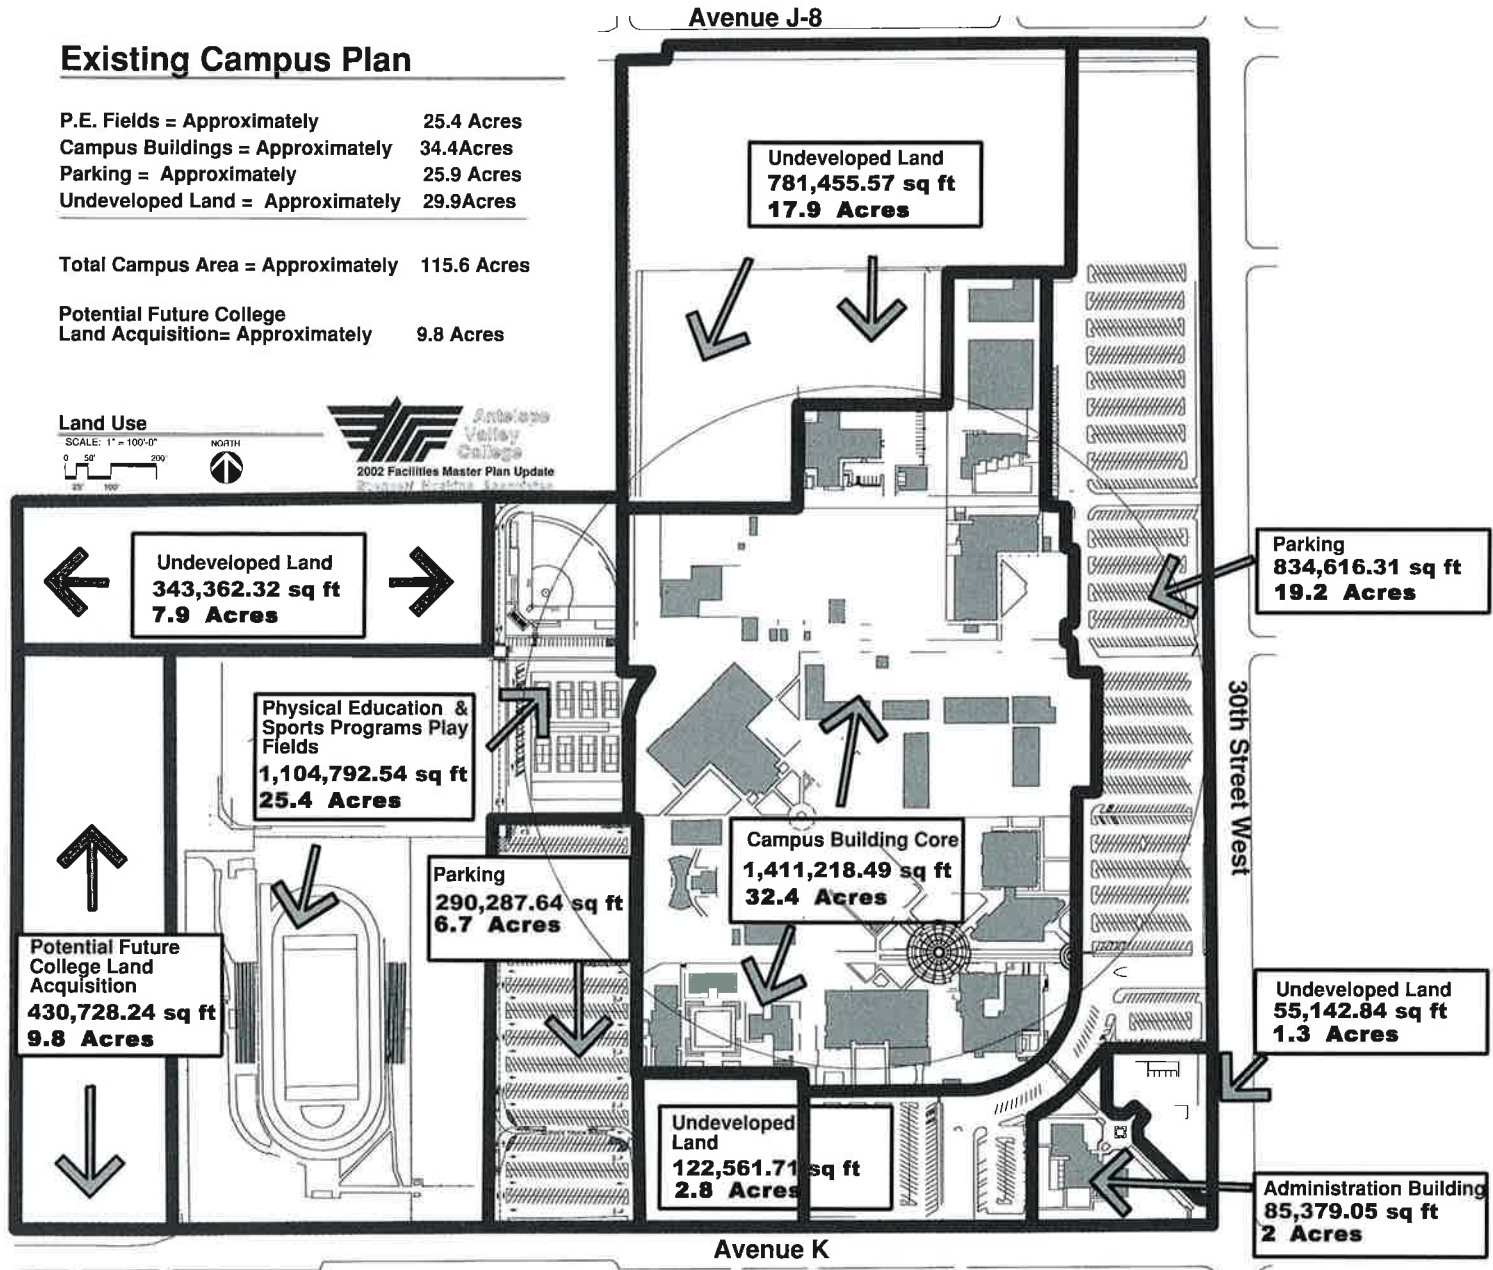 Avenue J-8
Existing Campus Plan
P.E. Fields = Approximately 25.4 Acres
Campus Buildings = Approximately 34.4Acres
Parking = Approximately 25.9 Acres
Undeveloped Land = Approximately 29.9Acres
Total Campus Area = Approximately 115.6 Acres
Potential Future College
Land Acquisition= Approximately 9.8 Acres
Land Use
SCALE: 1" = 100'-0"
0 50' 200'
25' 100'
NORTH
Antelope
Valley
College
2002 Facilities Master Plan Update
Undeveloped Land
781,455.57 sq ft
17.9 Acres
Undeveloped Land
343,362.32 sq ft
7.9 Acres
Parking
834,616.31 sq ft
19.2 Acres
Physical Education &
Sports Programs Play
Fields
1,104,792.54 sq ft
25.4 Acres
30th Street West
Campus Building Core
1,411,218.49 sq ft
32.4 Acres
Parking
290,287.64 sq ft
6.7 Acres
Potential Future
College Land
Acquisition
430,728.24 sq ft
9.8 Acres
Undeveloped Land
55,142.84 sq ft
1.3 Acres
Undeveloped
Land
122,561.71 sq ft
2.8 Acres
Administration Building
85,379.05 sq ft
2 Acres
Avenue K